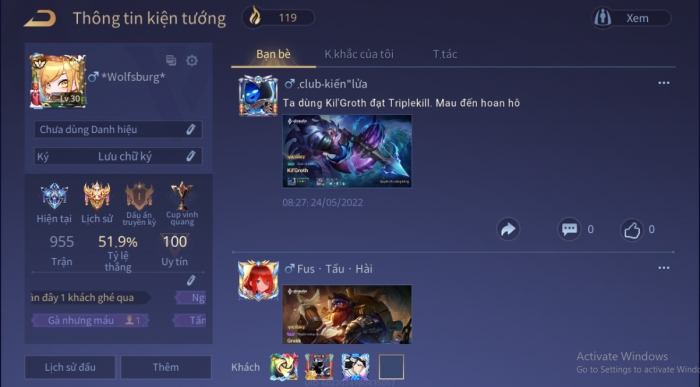 Thông tin kiện tướng
119
Xem
Bạn bè
K.khắc của tôi
T.tác
*Wolfsburg*
Lv.30
Chưa dùng Danh hiệu
Ký
Lưu chữ ký
Hiện tại
Lịch sử
Dấu ấn truyền kỳ
Cup vinh quang
955
51.9%
100
Trận
Tỷ lệ thắng
Uy tín
ần đây 1 khách ghé qua
Gà nhưng máu
1
Lịch sử đấu
Thêm
.club-kiến"lửa
Ta dùng Kil'Groth đạt Triplekill. Mau đến hoan hô
Kil'Groth
08:27: 24/05/2022
0
0
Fus · Tấu · Hài
Khách
Activate Windows
Go to Settings to activate Wind